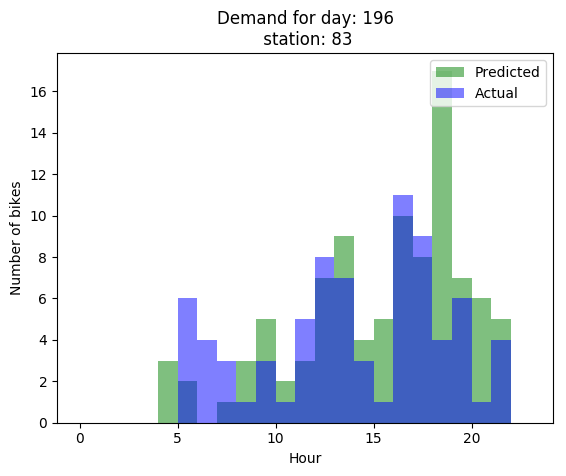 Demand for day: 196
station: 83
Predicted
Actual
Number of bikes
16
14
12
10
8
6
4
2
0
0 5 10 15 20
Hour